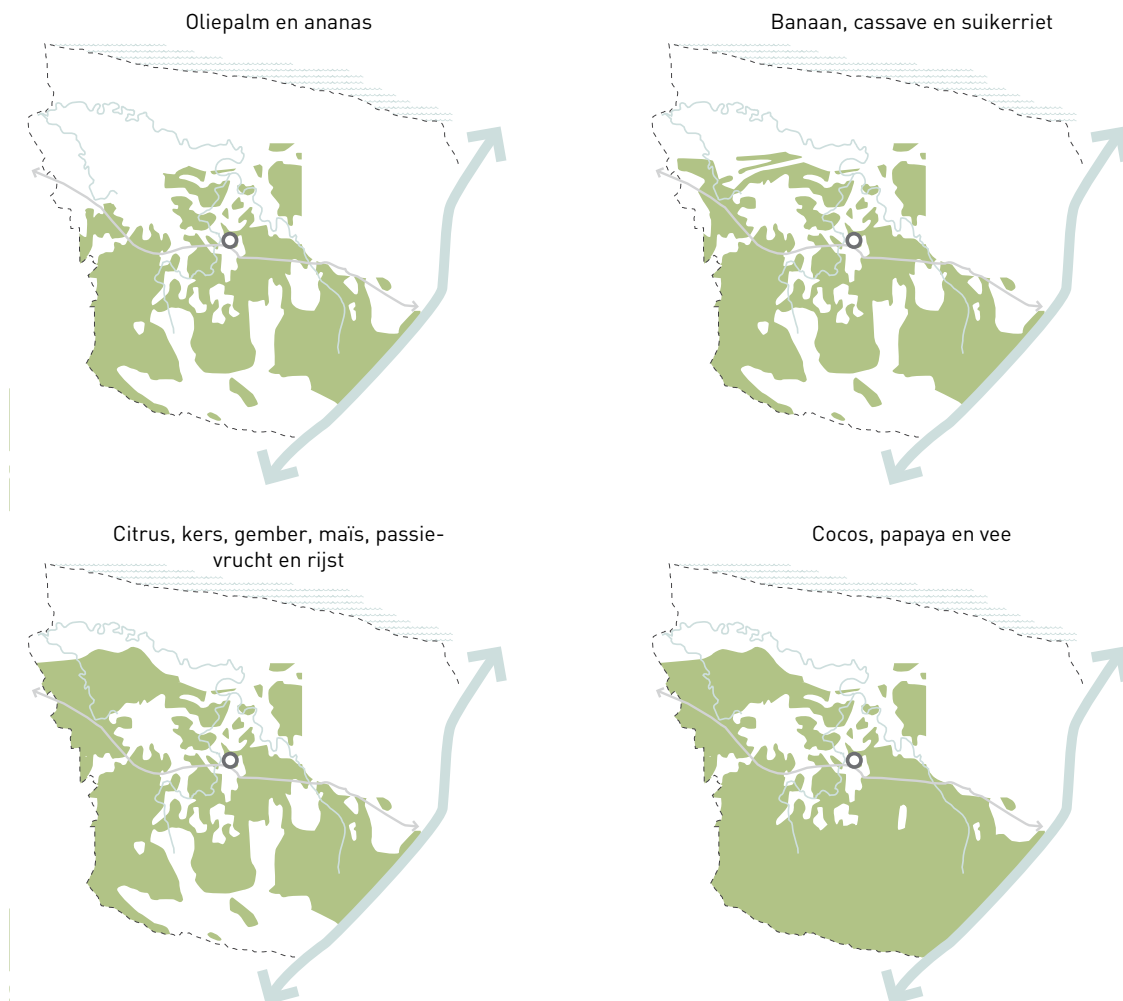 Oliepalm en ananas
Banaan, cassave en suikerriet
Citrus, kers, gember, maïs, passie-
vrucht en rijst
Cocos, papaya en vee